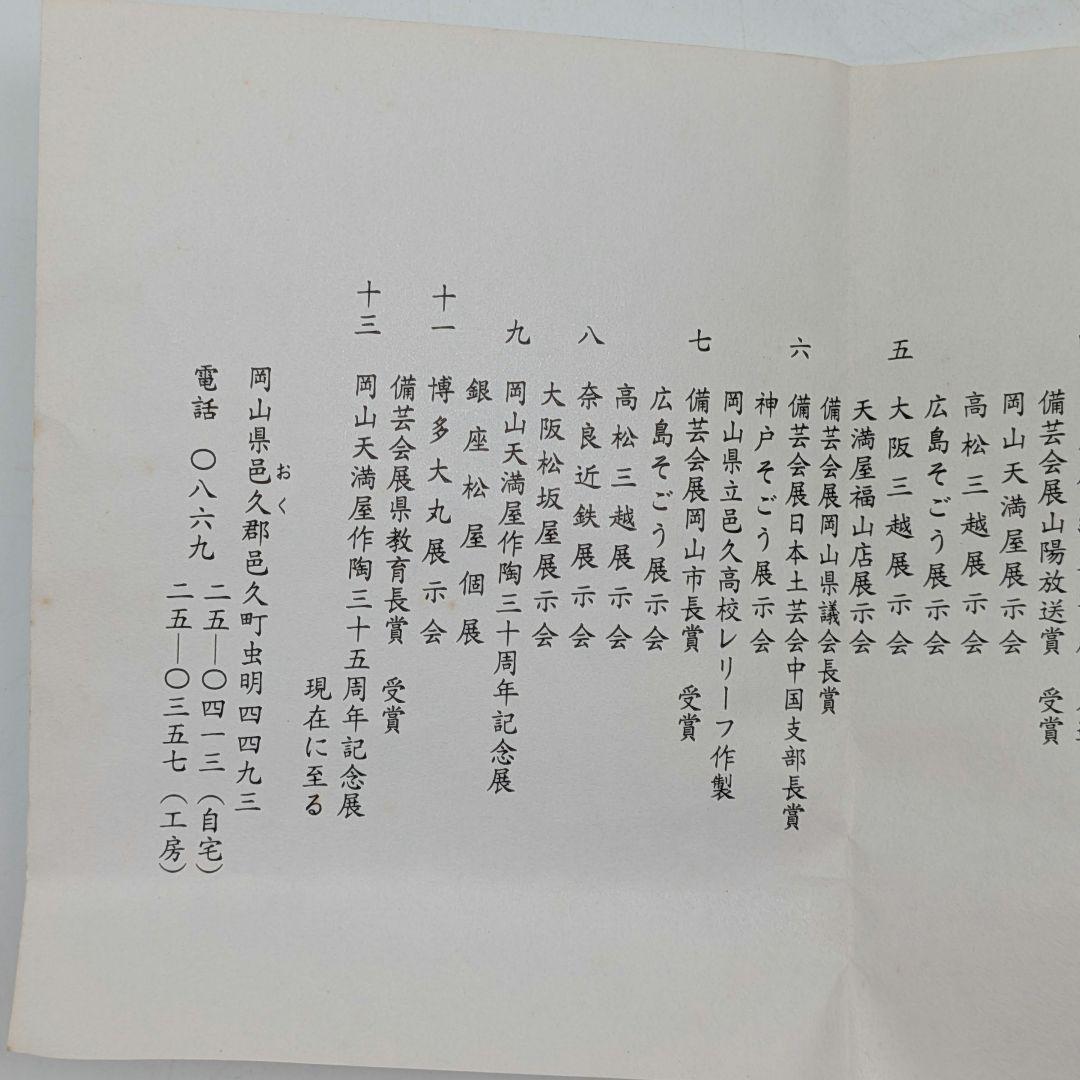 備芸会展山陽放送賞　受賞
岡山天満屋展示会
高松三越展示会
広島そごう展示会
五　大阪三越展示会
天満屋福山店展示会
備芸会展岡山県議会長賞
六　備芸会展日本土芸会中国支部長賞
神戸そごう展示会
岡山県立邑久高校レリーフ作製
七　備芸会展岡山市長賞　受賞
広島そごう展示会
高松三越展示会
八　奈良近鉄展示会
大阪松坂屋展示会
九　岡山天満屋作陶三十周年記念展
銀座松屋個展
十一　博多大丸展示会
備芸会展県教育長賞　受賞
十三　岡山天満屋作陶三十五周年記念展
現在に至る
岡山県邑久郡邑久町虫明四四九三
おく
電話　〇八六九　二五―〇四一三（自宅）
二五―〇三五七（工房）